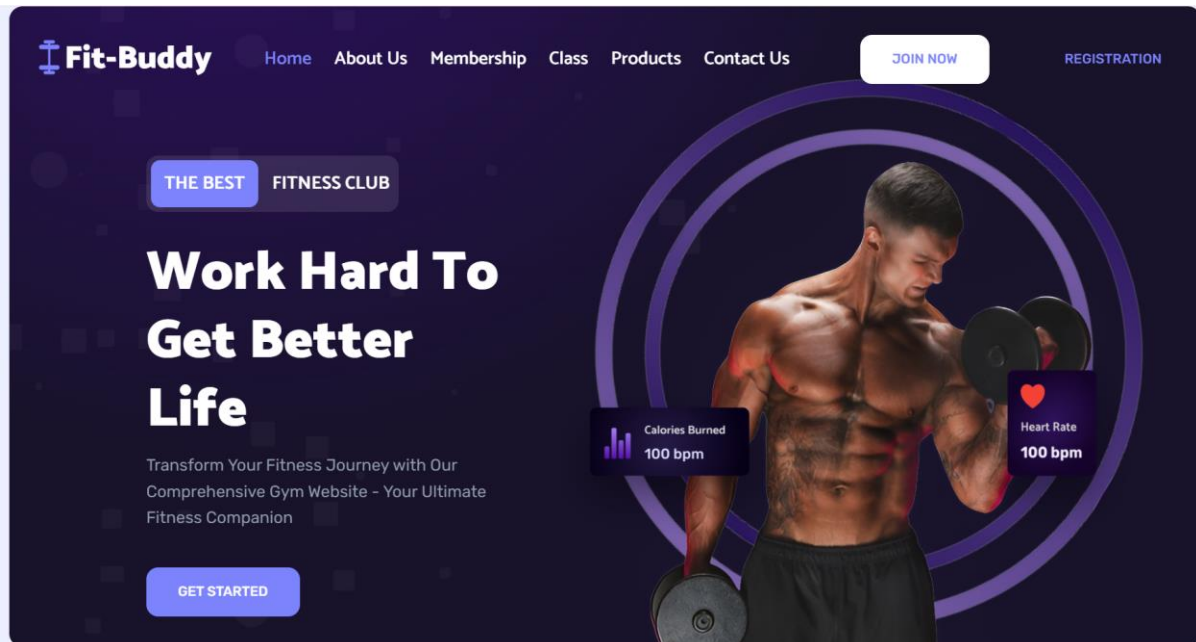 Fit-Buddy
Home About Us Membership Class Products Contact Us
JOIN NOW
REGISTRATION
THE BEST FITNESS CLUB
Work Hard To
Get Better
Life
Transform Your Fitness Journey with Our
Comprehensive Gym Website - Your Ultimate
Fitness Companion
GET STARTED
Calories Burned
100 bpm
Heart Rate
100 bpm